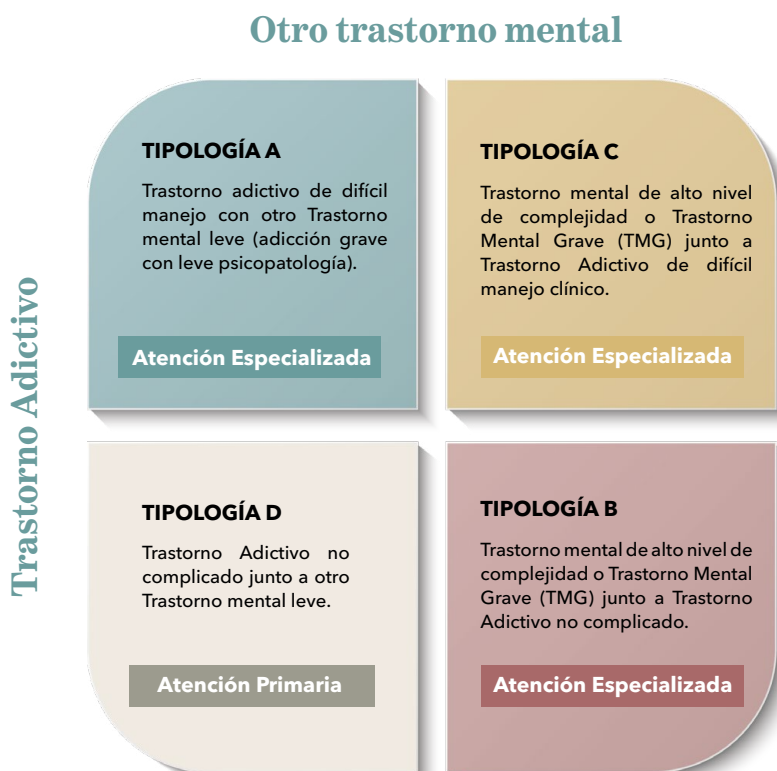 Otro trastorno mental
Trastorno Adictivo
TIPOLOGÍA A
Trastorno adictivo de difícil
manejo con otro Trastorno
mental leve (adicción grave
con leve psicopatología).
Atención Especializada
TIPOLOGÍA C
Trastorno mental de alto nivel
de complejidad o Trastorno
Mental Grave (TMG) junto a
Trastorno Adictivo de difícil
manejo clínico.
Atención Especializada
TIPOLOGÍA D
Trastorno Adictivo no
complicado junto a otro
Trastorno mental leve.
Atención Primaria
TIPOLOGÍA B
Trastorno mental de alto nivel de
complejidad o Trastorno Mental
Grave (TMG) junto a Trastorno
Adictivo no complicado.
Atención Especializada